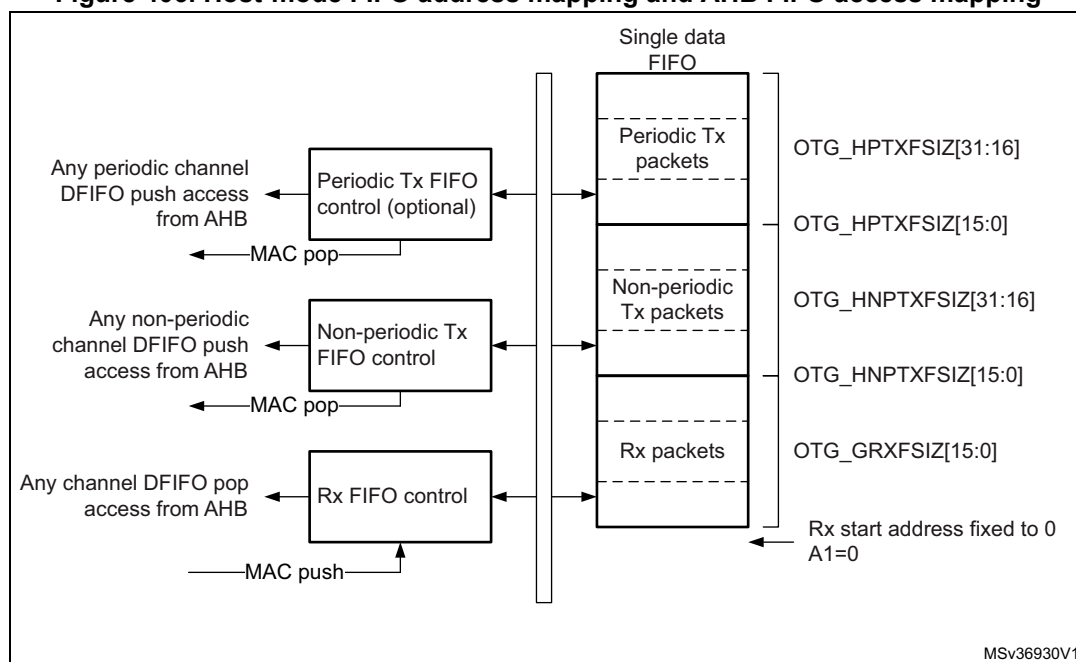 Host-mode FIFO address mapping and AHB FIFO access mapping
Single data
FIFO
Periodic Tx
packets
OTG_HPTXFSIZ[31:16]
Any periodic channel
DFIFO push access
from AHB
Periodic Tx FIFO
control (optional)
MAC pop
OTG_HPTXFSIZ[15:0]
Non-periodic
Tx packets
OTG_HNPTXFSIZ[31:16]
Any non-periodic
channel DFIFO push
access from AHB
Non-periodic Tx
FIFO control
MAC pop
OTG_HNPTXFSIZ[15:0]
Rx packets
OTG_GRXFSIZ[15:0]
Any channel DFIFO pop
access from AHB
Rx FIFO control
MAC push
Rx start address fixed to 0
A1=0
MSv36930V1